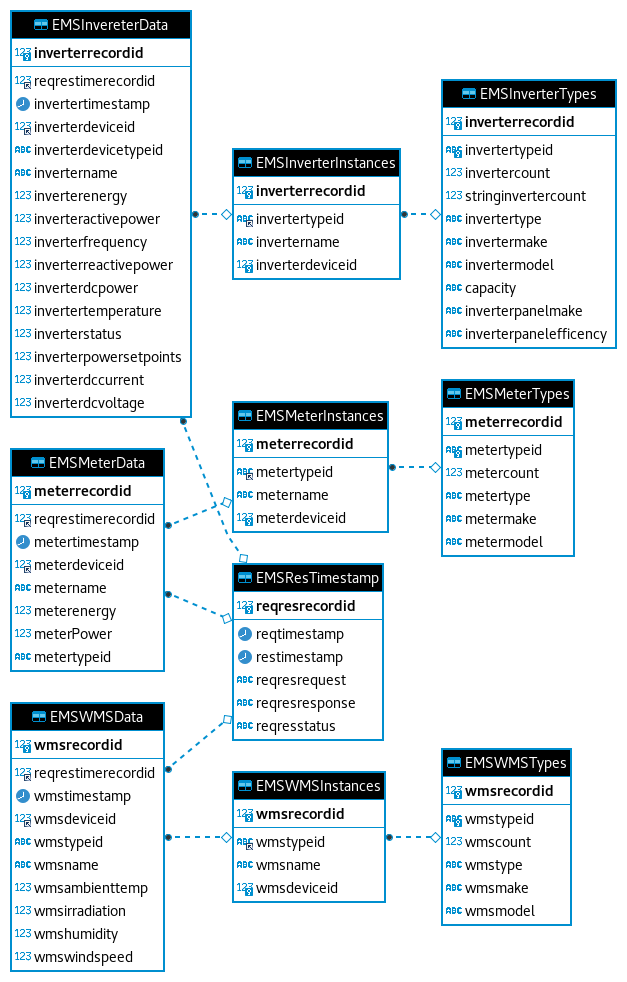 EMSInvereterData
123 inverterrecordid
123 reqrestimerecordid
invertertimestamp
123 inverterdeviceid
ABC inverterdevicetypeid
ABC invertername
123 inverterenergy
123 inverteractivepower
123 inverterfrequency
123 inverterreactivepower
123 inverterdcpower
123 invertertemperature
123 inverterstatus
123 inverterpowersetpoints
123 inverterdccurrent
123 inverterdcvoltage
EMSInverterInstances
123 inverterrecordid
ABC invertertypeid
ABC invertername
123 inverterdeviceid
EMSInverterTypes
123 inverterrecordid
ABC invertertypeid
123 invertercount
123 stringinvertercount
ABC invertertype
ABC invertermake
ABC invertermodel
ABC capacity
ABC inverterpanelmake
ABC inverterpanelefficency
EMSMeterData
123 meterrecordid
123 reqrestimerecordid
metertimestamp
123 meterdeviceid
ABC metername
123 meterenergy
123 meterPower
ABC metertypeid
EMSMeterInstances
123 meterrecordid
ABC metertypeid
ABC metername
123 meterdeviceid
EMSMeterTypes
123 meterrecordid
ABC metertypeid
123 metercount
ABC metertype
ABC metermake
ABC metermodel
EMSResTimestamp
123 reqresrecordid
reqtimestamp
restimestamp
ABC reqresrequest
ABC reqresresponse
ABC reqresstatus
EMSWMSData
123 wmsrecordid
123 reqrestimerecordid
wmstimestamp
123 wmsdeviceid
ABC wmstypeid
ABC wmsname
123 wmsambienttemp
123 wmsirradiation
123 wmshumidity
123 wmswindspeed
EMSWMSInstances
123 wmsrecordid
ABC wmstypeid
ABC wmsname
123 wmsdeviceid
EMSWMSTypes
123 wmsrecordid
ABC wmstypeid
123 wmscount
ABC wmstype
ABC wmsmake
ABC wmsmodel